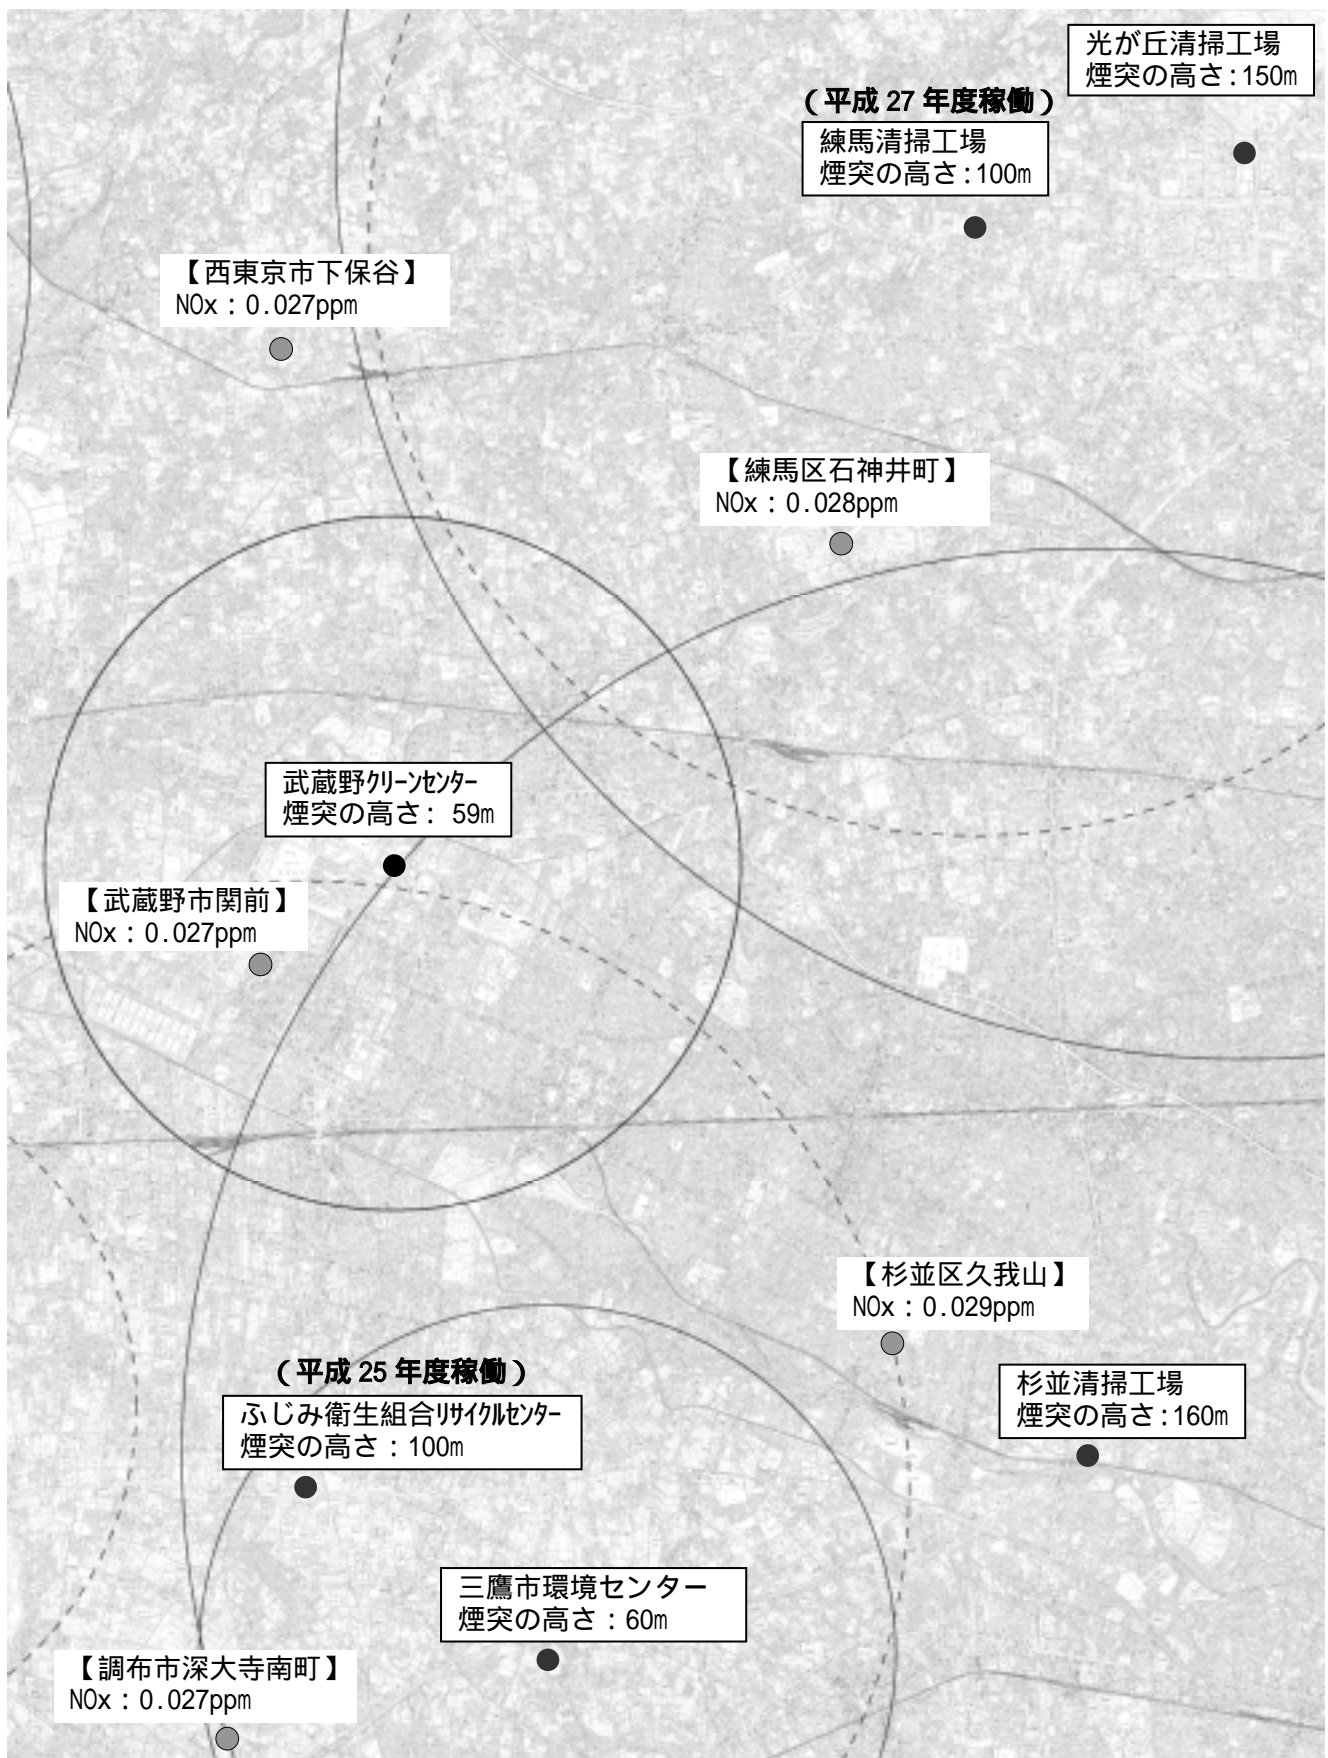 光が丘清掃工場
煙突の高さ:150m
(平成 27 年度稼働)
練馬清掃工場
煙突の高さ:100m
【西東京市下保谷】
NOx：0.027ppm
【練馬区石神井町】
NOx：0.028ppm
武蔵野ｸﾘｰﾝｾﾝﾀｰ
煙突の高さ: 59m
【武蔵野市関前】
NOx：0.027ppm
【杉並区久我山】
NOx：0.029ppm
(平成 25 年度稼働)
ふじみ衛生組合ﾘｻｲｸﾙｾﾝﾀｰ
煙突の高さ：100m
杉並清掃工場
煙突の高さ:160m
三鷹市環境センター
煙突の高さ：60m
【調布市深大寺南町】
NOx：0.027ppm